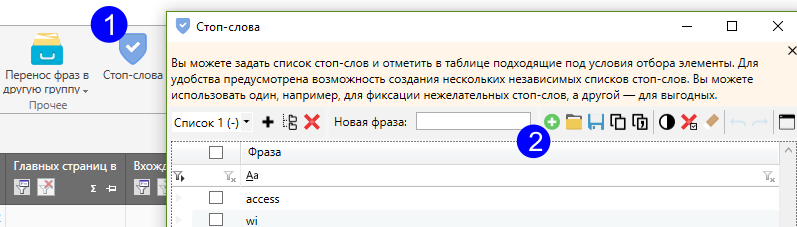 1
Перенос фраз в
другую группу
Стоп-слова
Прочее
Главных страниц в
Вхожд
Σ
Стоп-слова
Вы можете задать список стоп-слов и отметить в таблице подходящие под условия отбора элементы. Для
удобства предусмотрена возможность создания нескольких независимых списков стоп-слов. Вы можете
использовать один, например, для фиксации нежелательных стоп-слов, а другой — для выгодных.
Список 1 (-)
Новая фраза:
2
Фраза
Aa
access
wi